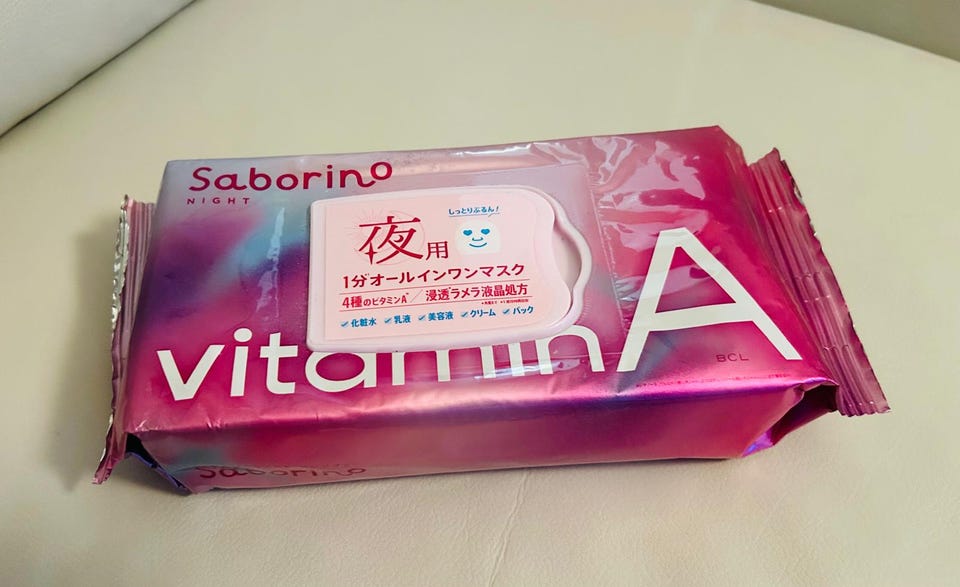 Saborino
NIGHT
しっとりぷるん!
夜用
1分オールインワンマスク
4種のビタミンA*/浸透*ラメラ液晶処方
✓化粧水 ✓乳液 ✓美容液 ✓クリーム ✓パック
vitaminA
BCL
Saborino